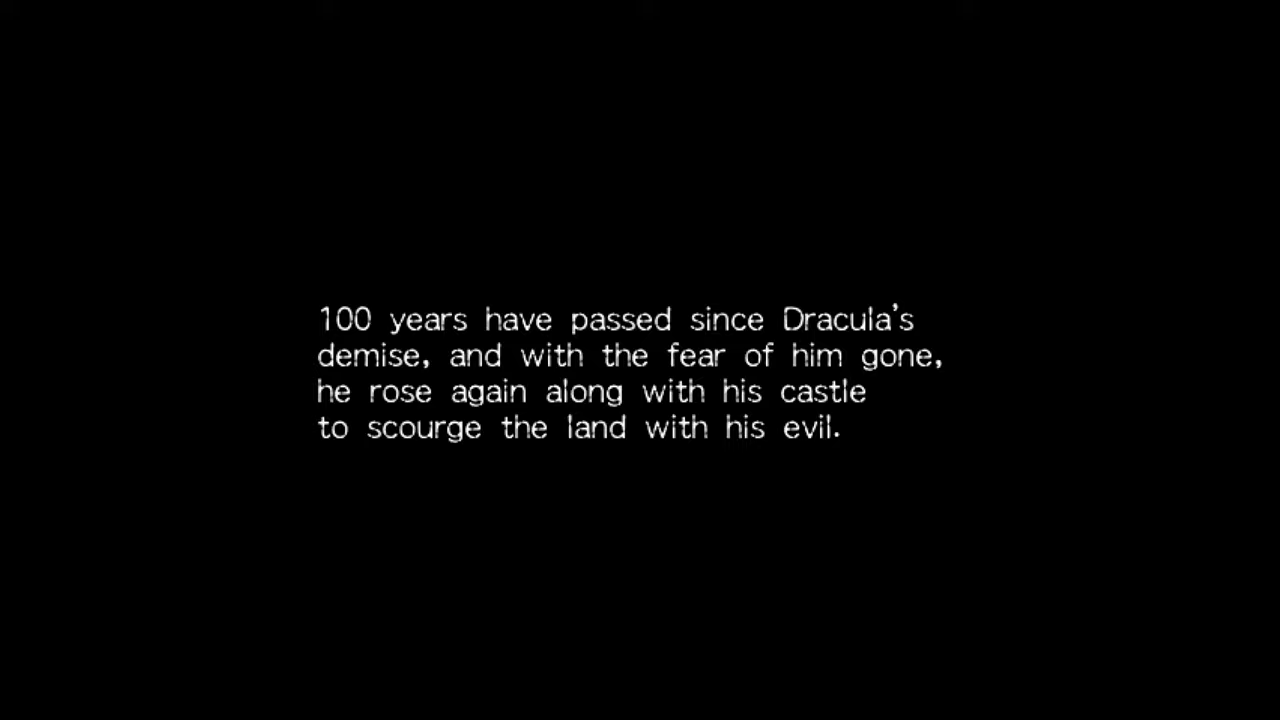 100 years have passed since Dracula's
demise, and with the fear of him gone,
he rose again along with his castle
to scourge the land with his evil.